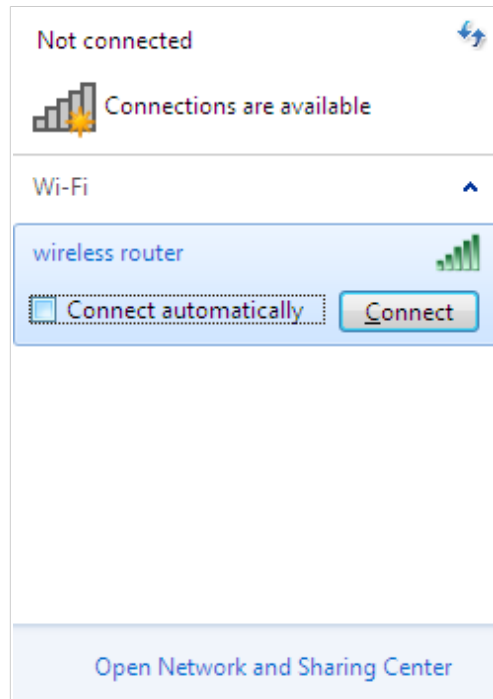 Not connected
Connections are available
Wi-Fi
wireless router
Connect automatically Connect
Open Network and Sharing Center